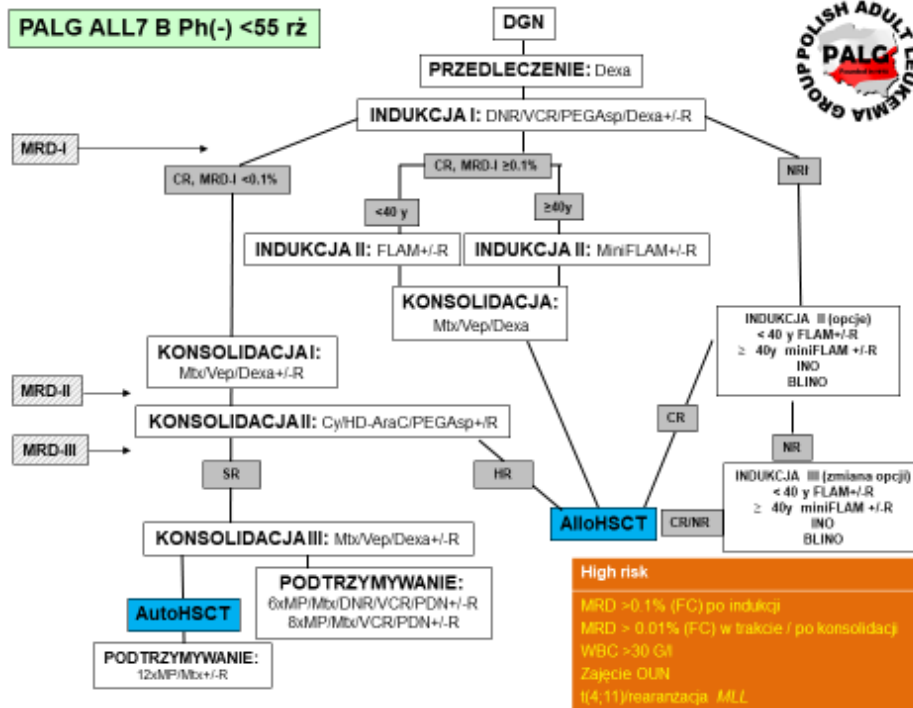 PALG ALL7 B Ph(-) <55 rż
DGN
POLISH ADULT LEUKEMIA GROUP
PALG
PRZEDLECZENIE: Dexa
INDUKCJA I: DNR/VCR/PEGAsp/Dexa+/-R
MRD-I
CR, MRD-I <0.1%
CR, MRD-I ≥0.1%
NR!
<40 y
≥40y
INDUKCJA II: FLAM+/-R
INDUKCJA II: MiniFLAM+/-R
KONSOLIDACJA:
Mtx/Vep/Dexa
INDUKCJA II (opcje)
< 40 y FLAM+/-R
≥ 40y miniFLAM +/-R
INO
BLINO
KONSOLIDACJA I:
Mtx/Vep/Dexa+/-R
MRD-II
KONSOLIDACJA II: Cy/HD-AraC/PEGAsp+/R
CR
NR
MRD-III
SR
HR
INDUKCJA III (zmiana opcji)
< 40 y FLAM+/-R
≥ 40y miniFLAM +/-R
INO
BLINO
AlloHSCT
CR/NR
KONSOLIDACJA III: Mtx/Vep/Dexa+/-R
PODTRZYMYWANIE:
6xMP/Mtx/DNR/VCR/PDN+/-R
8xMP/Mtx/VCR/PDN+/-R
AutoHSCT
PODTRZYMYWANIE:
12xMP/Mtx+/-R
High risk
MRD >0.1% (FC) po indukcji
MRD > 0.01% (FC) w trakcie / po konsolidacji
WBC >30 G/l
Zajęcie OUN
t(4;11)/rearanżacja MLL